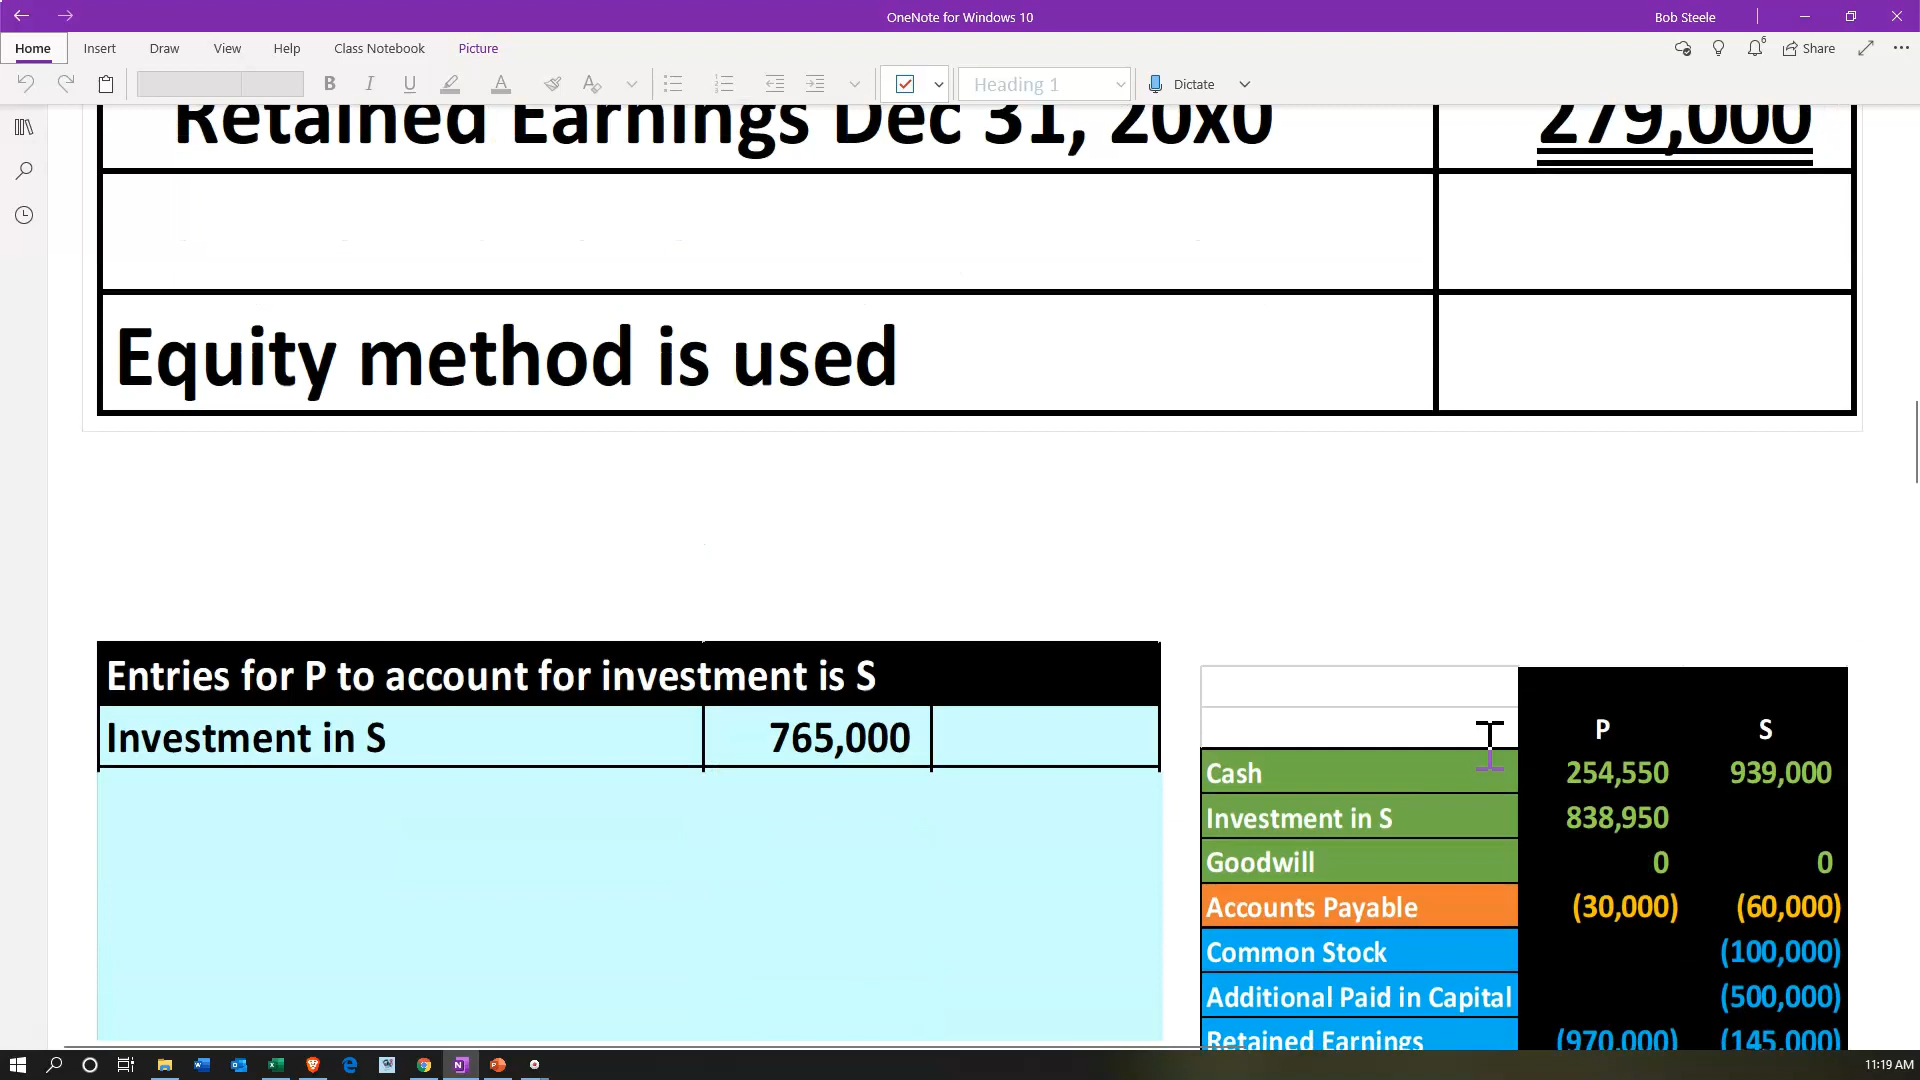 OneNote for Windows 10
Bob Steele
Home Insert Draw View Help Class Notebook Picture
6
Share
B I U A A Heading 1 Dictate
Retained Earnings Dec 31, 20x0 279,000
Equity method is used
Entries for P to account for investment is S
Investment in S 765,000
P S
Cash 254,550 939,000
Investment in S 838,950
Goodwill 0 0
Accounts Payable (30,000) (60,000)
Common Stock (100,000)
Additional Paid in Capital (500,000)
Retained Earnings (970,000) (145,000)
11:19 AM